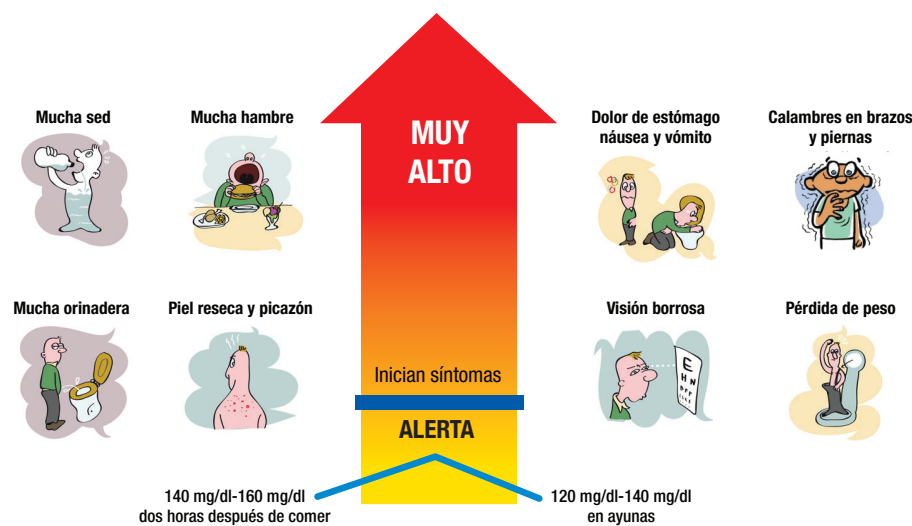 Mucha sed
Mucha hambre
MUY
ALTO
Dolor de estómago
náusea y vómito
Calambres en brazos
y piernas
Mucha orinadera
Piel reseca y picazón
Visión borrosa
Pérdida de peso
Inician síntomas
ALERTA
140 mg/dl-160 mg/dl
dos horas después de comer
120 mg/dl-140 mg/dl
en ayunas
E
H N